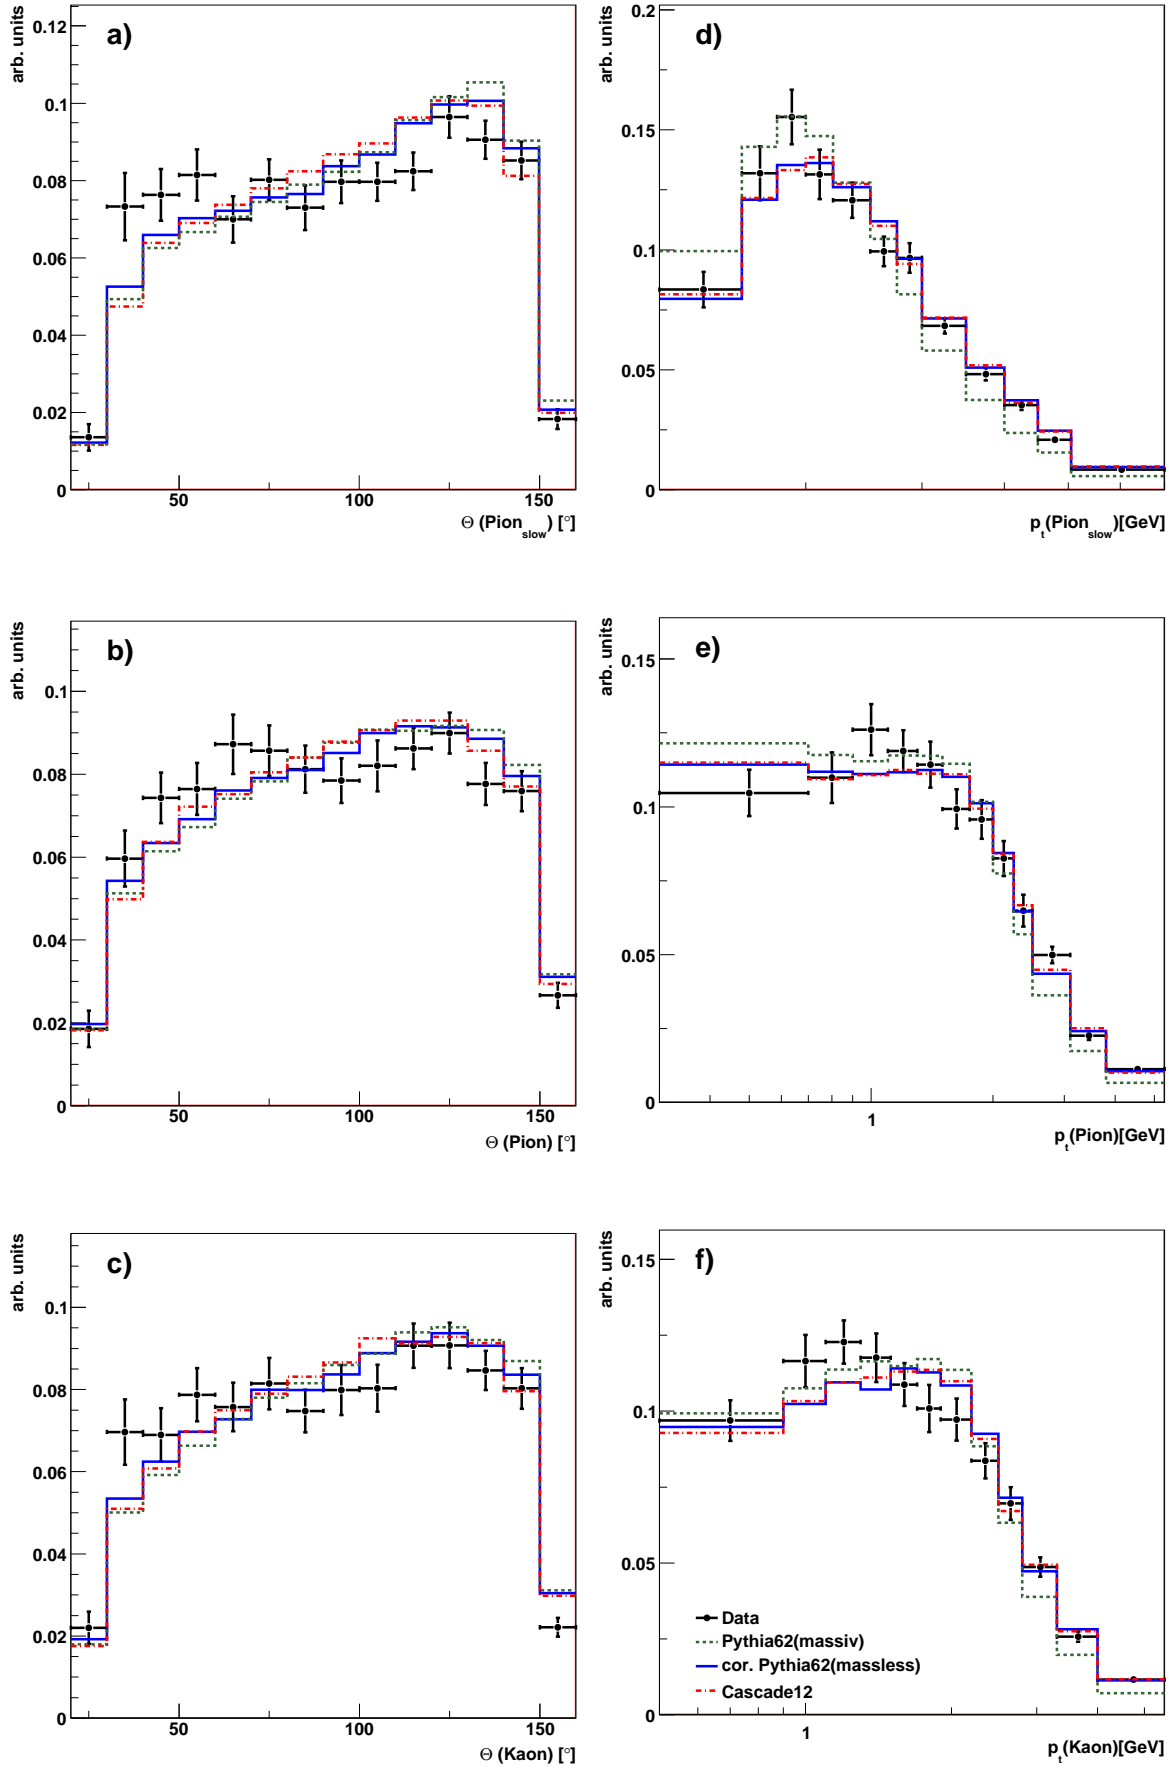 a)
arb. units
0.12
0.1
0.08
0.06
0.04
0.02
0
50
100
150
Θ (Pion_slow) [°]
d)
arb. units
0.2
0.15
0.1
0.05
0
p_t(Pion_slow)[GeV]
b)
arb. units
0.1
0.08
0.06
0.04
0.02
0
50
100
150
Θ (Pion) [°]
e)
arb. units
0.15
0.1
0.05
0
1
p_t(Pion)[GeV]
c)
arb. units
0.1
0.08
0.06
0.04
0.02
0
50
100
150
Θ (Kaon) [°]
f)
arb. units
0.15
0.1
0.05
0
Data
Pythia62(massiv)
cor. Pythia62(massless)
Cascade12
1
p_t(Kaon)[GeV]